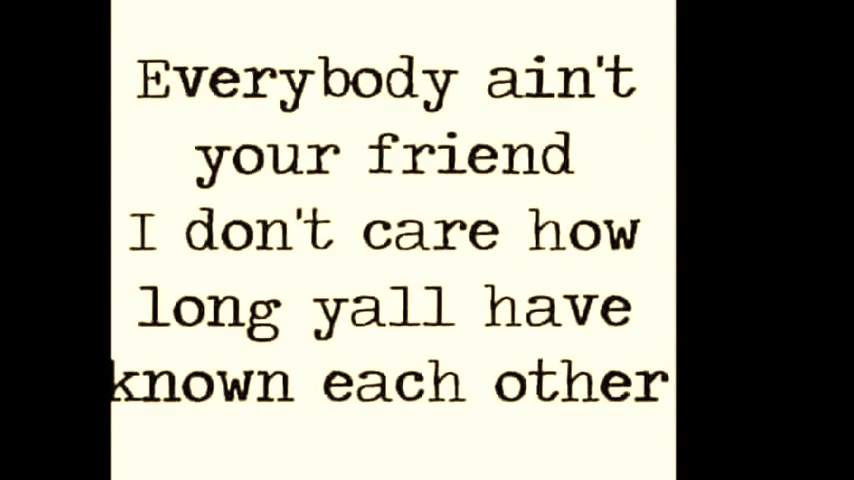 Everybody ain't
your friend
I don't care how
long yall have
known each other